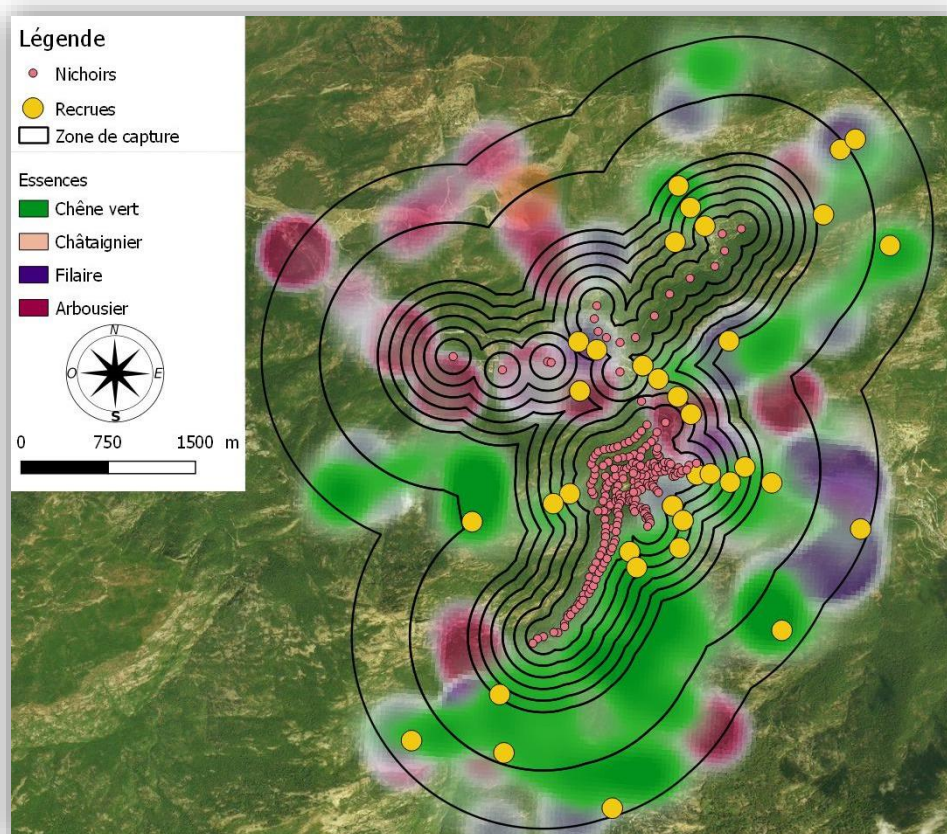 Légende
Nichoirs
Recrues
Zone de capture
Essences
Chêne vert
Châtaignier
Filaire
Arbousier
N
O E
S
0 750 1500 m